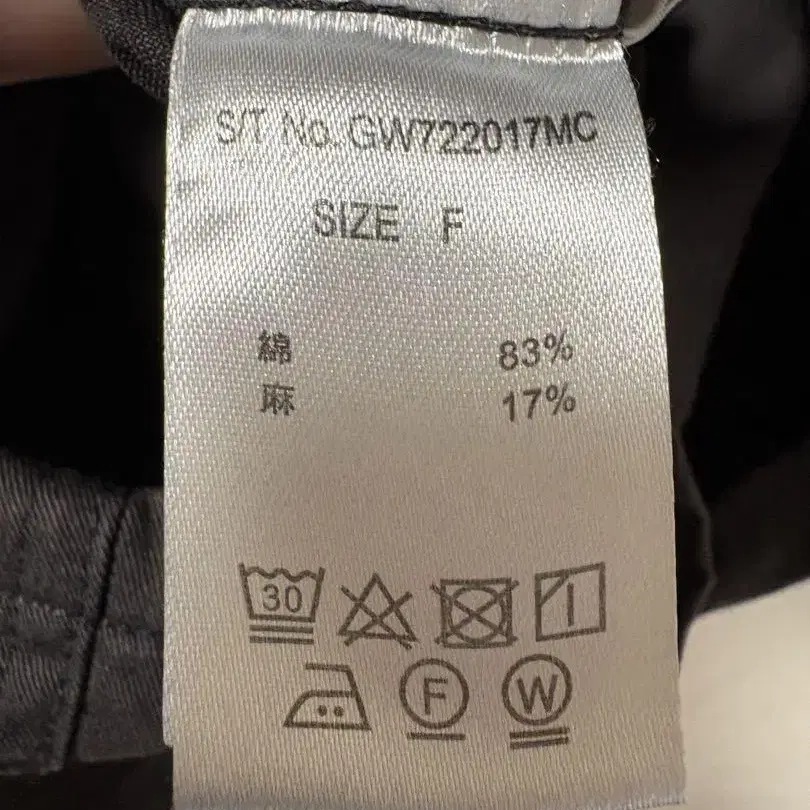 S/T No. GW722017MC
SIZE F
綿 83%
麻 17%
30
F W